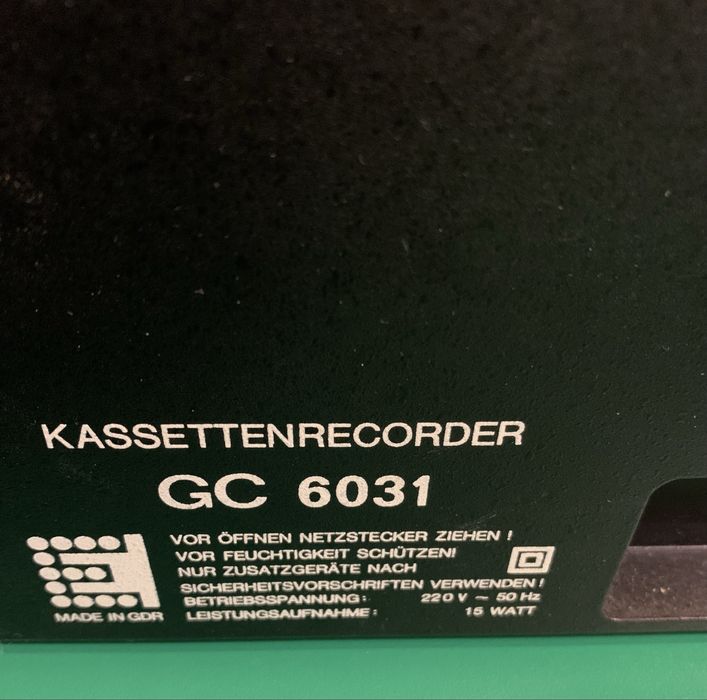 KASSETTENRECORDER
GC 6031
VOR ÖFFNEN NETZSTECKER ZIEHEN !
VOR FEUCHTIGKEIT SCHÜTZEN!
NUR ZUSATZGERÄTE NACH
SICHERHEITSVORSCHRIFTEN VERWENDEN !
BETRIEBSSPANNUNG: 220 V ~ 50 Hz
LEISTUNGSAUFNAHME: 15 WATT
MADE IN GDR